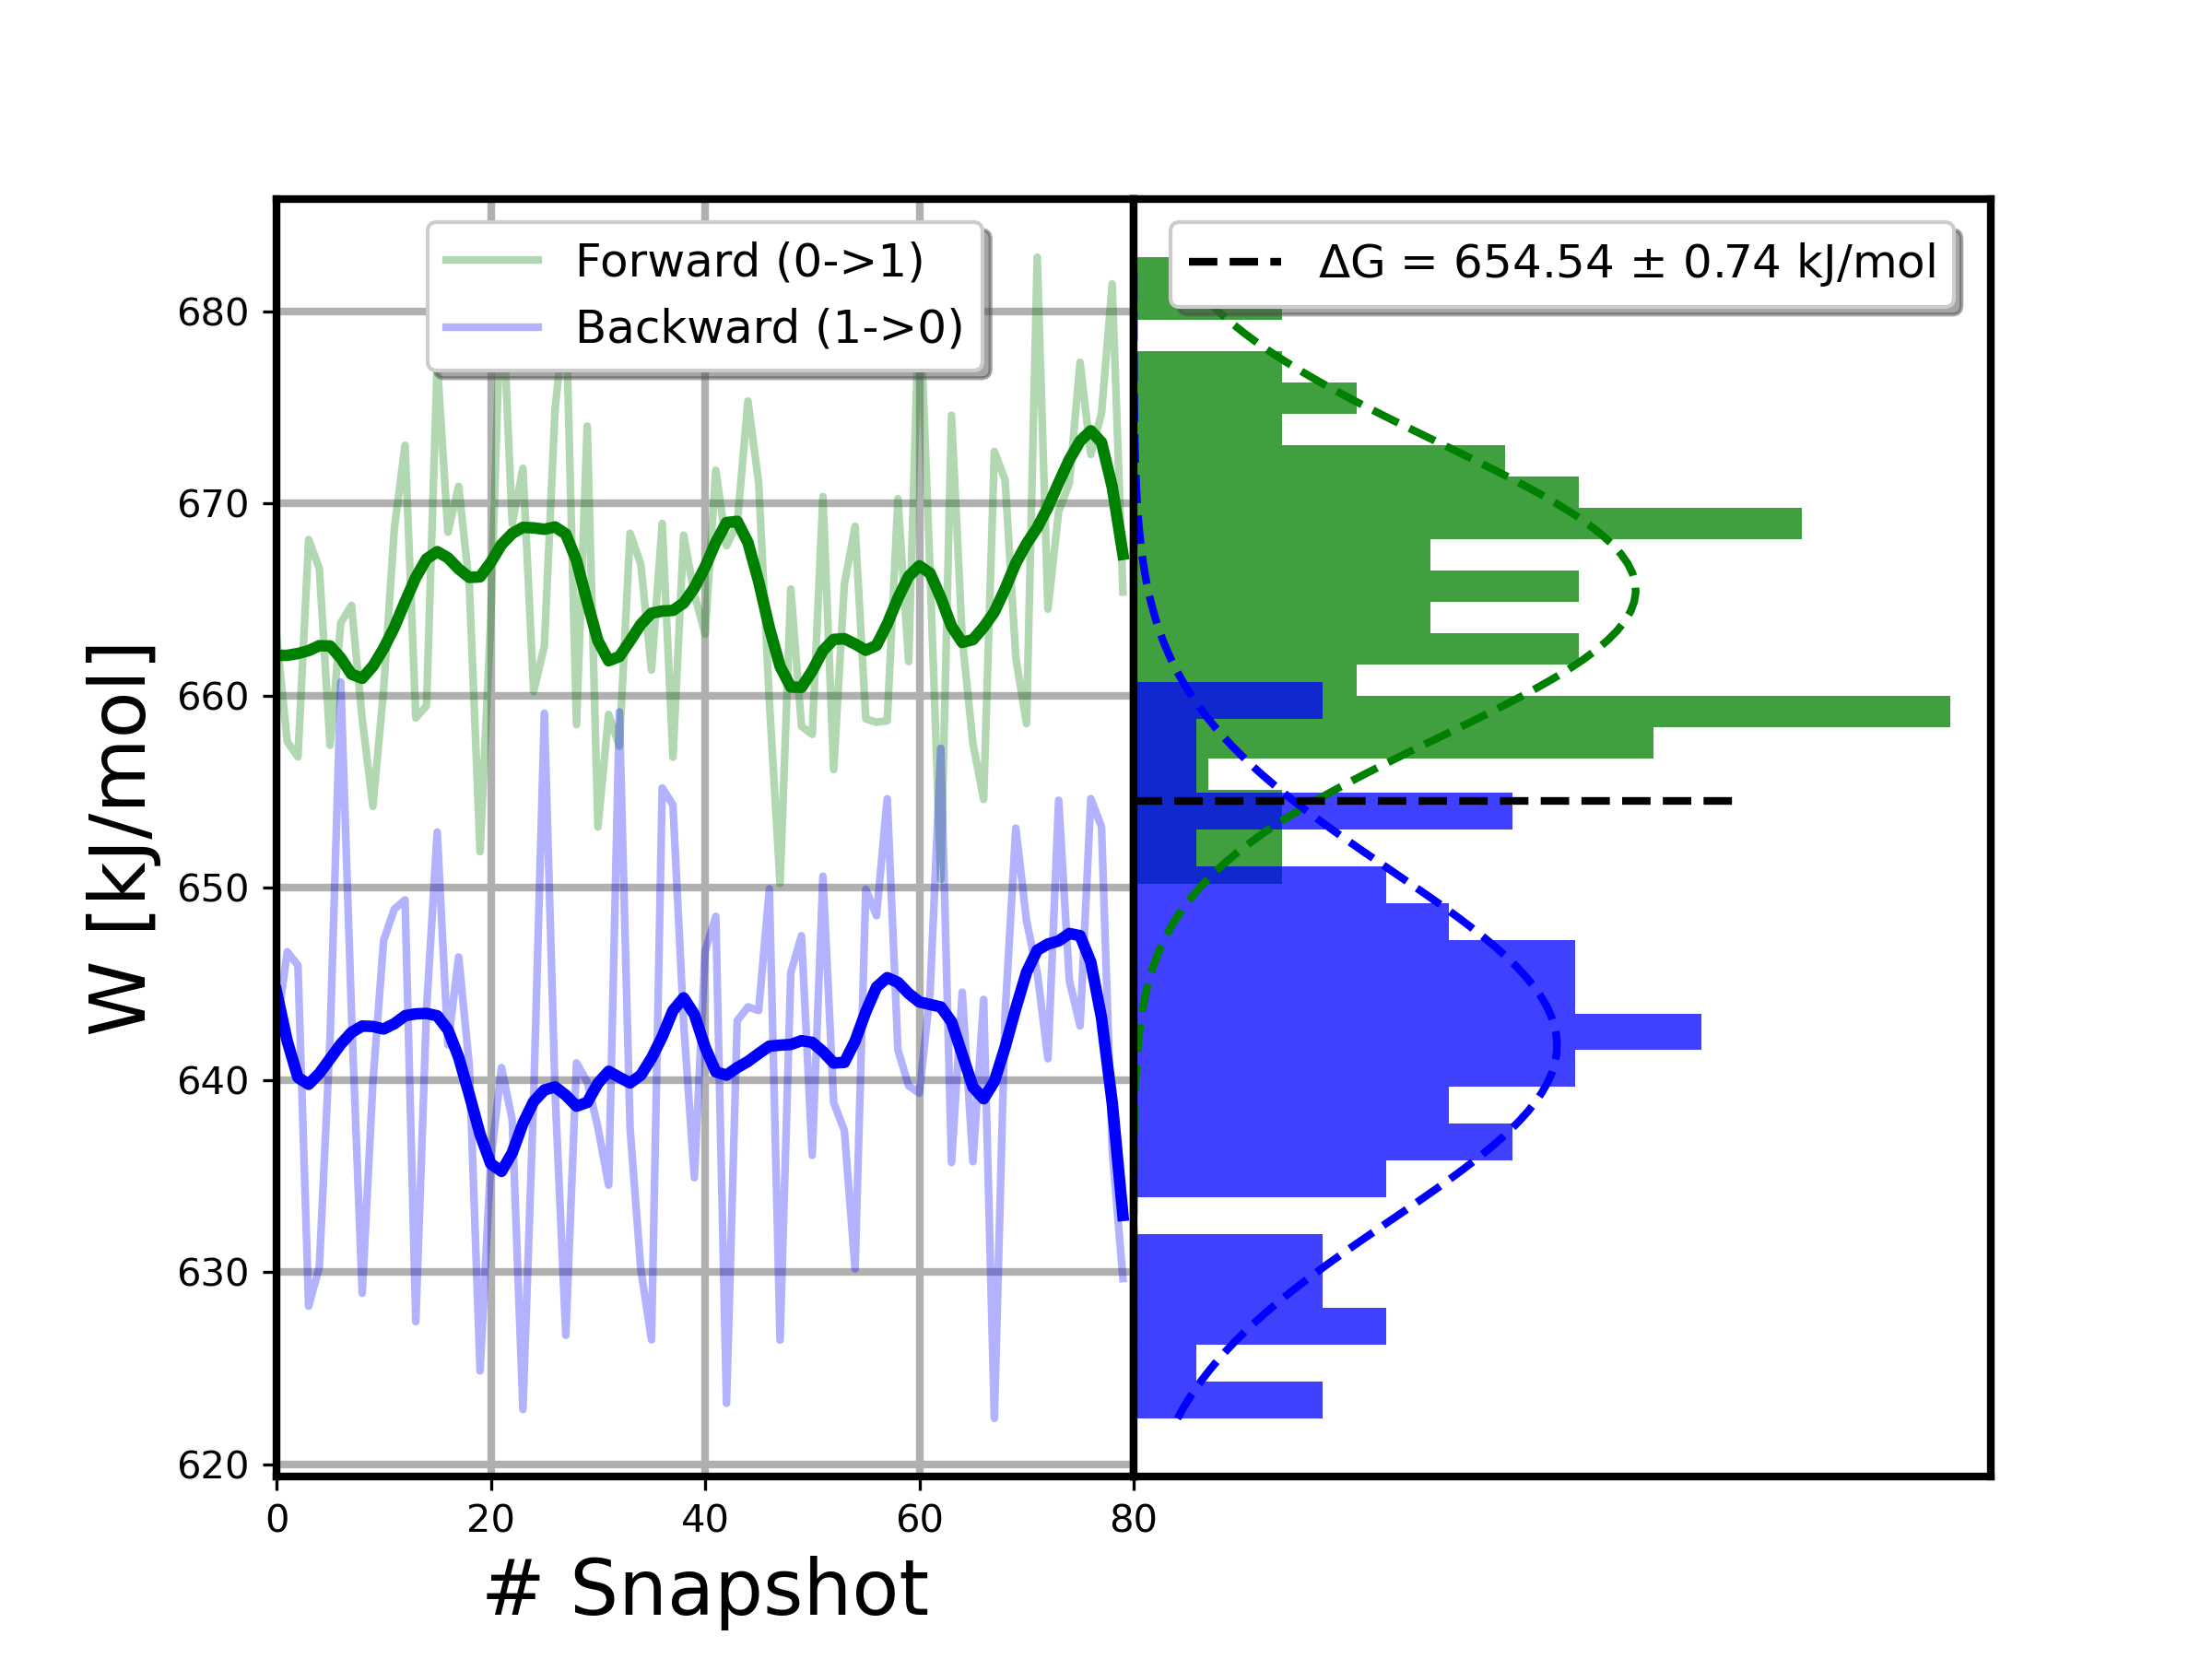 Forward (0->1)
Backward (1->0)
ΔG = 654.54 ± 0.74 kJ/mol
W [kJ/mol]
680
670
660
650
640
630
620
0 20 40 60 80
# Snapshot